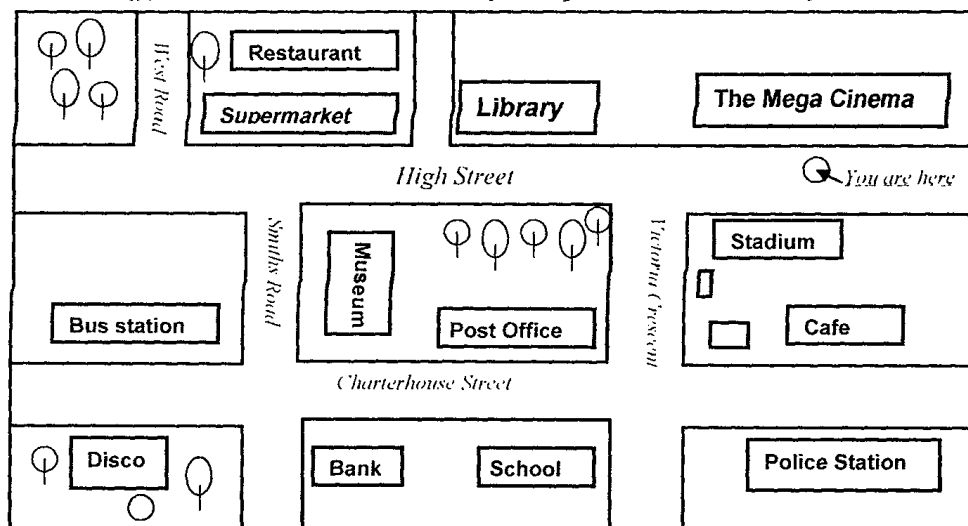 Restaurant
West Road
Supermarket
Library
The Mega Cinema
High Street
You are here
Smiths Road
Museum
Victoria Crescent
Stadium
Bus station
Post Office
Cafe
Charterhouse Street
Disco
Bank
School
Police Station